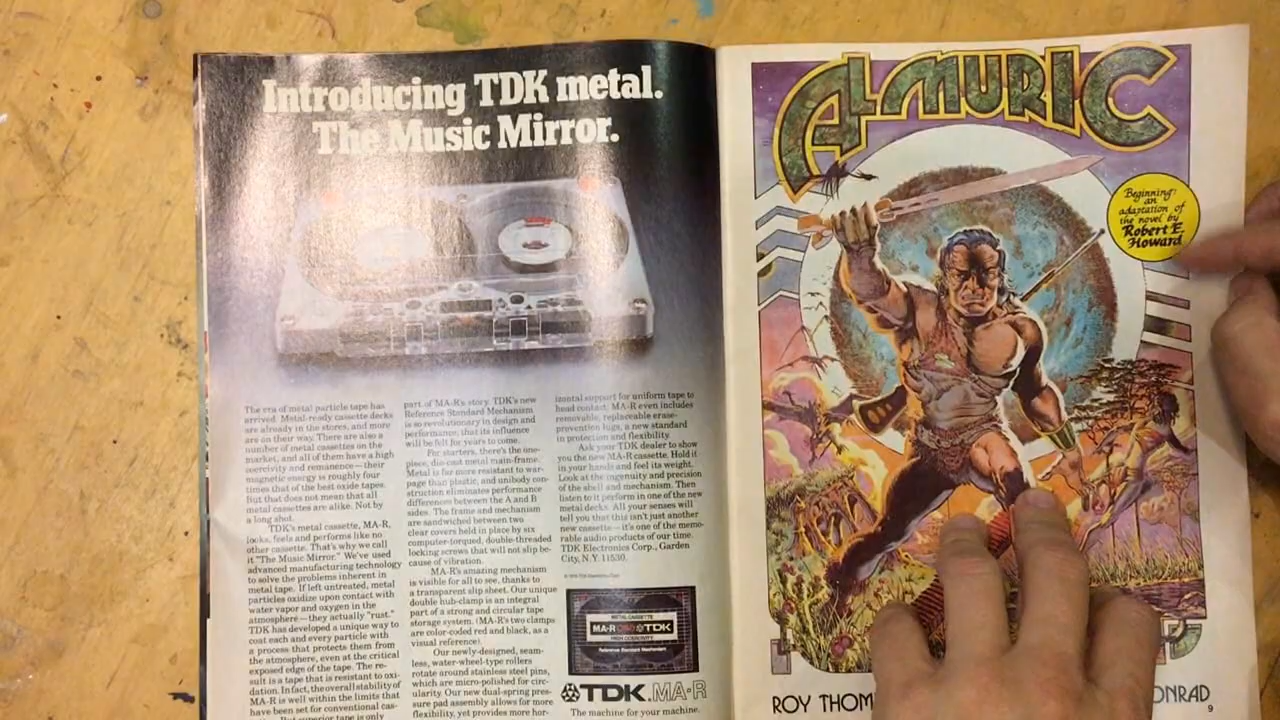 Introducing TDK metal.
The Music Mirror.
The era of metal particle tape has
arrived. Metal-ready cassette decks
are already in the stores, and more
are on their way. There are also a
number of metal cassettes on the
market, and all of them have a high
coercivity and remanence—their
magnetic energy is roughly four
times that of the best oxide tapes.
But that does not mean that all
metal cassettes are alike. Not by
a long shot.
TDK's metal cassette, MA-R,
looks, feels and performs like no
other cassette. That's why we call
it "The Music Mirror." We've used
advanced manufacturing technology
to solve the problems inherent in
metal tape. If left untreated, metal
particles oxidize upon contact with
water vapor and oxygen in the
atmosphere—they actually "rust."
TDK has developed a unique way to
coat each and every particle with
a process that protects them from
the atmosphere, even at the critical
exposed edge of the tape. The re-
sult is a tape that is resistant to oxi-
dation. In fact, the overall stability of
MA-R is well within the limits that
have been set for conventional cas-
But superior tape is only
part of MA-R's story. TDK's new
Reference Standard Mechanism
is so revolutionary in design and
performance, that its influence
will be felt for years to come.
For starters, there's the one-
piece, die-cast metal main-frame.
Metal is far more resistant to war-
page than plastic, and unibody con-
struction eliminates performance
differences between the A and B
sides. The frame and mechanism
are sandwiched between two
clear covers held in place by six
computer-torqued, double-threaded
locking screws that will not slip be-
cause of vibration.
MA-R's amazing mechanism
is visible for all to see, thanks to
a transparent slip sheet. Our unique
double hub-clamp is an integral
part of a strong and circular tape
storage system. (MA-R's two clamps
are color-coded red and black, as a
visual reference).
Our newly-designed, seam-
less, water-wheel-type rollers
rotate around stainless steel pins,
which are micro-polished for cir-
cularity. Our new dual-spring pres-
sure pad assembly allows for more
flexibility, yet provides more hor-
izontal support for uniform tape to
head contact. MA-R even includes
removable, replaceable erase-
prevention lugs, a new standard
in protection and flexibility.
Ask your TDK dealer to show
you the new MA-R cassette. Hold it
in your hands and feel its weight.
Look at the ingenuity and precision
of the shell and mechanism. Then
listen to it perform in one of the new
metal decks. All your senses will
tell you that this isn't just another
new cassette—it's one of the memo-
rable audio products of our time.
TDK Electronics Corp., Garden
City, N.Y. 11530.
METAL CASSETTE
MA-R TDK
HIGH COERCIVITY
Reference Standard Mechanism
TDK. MA-R
The machine for your machine.
ALMURIC
Beginning:
an
adaptation of
the novel by
Robert E.
Howard
ROY THOM
ONRAD
9